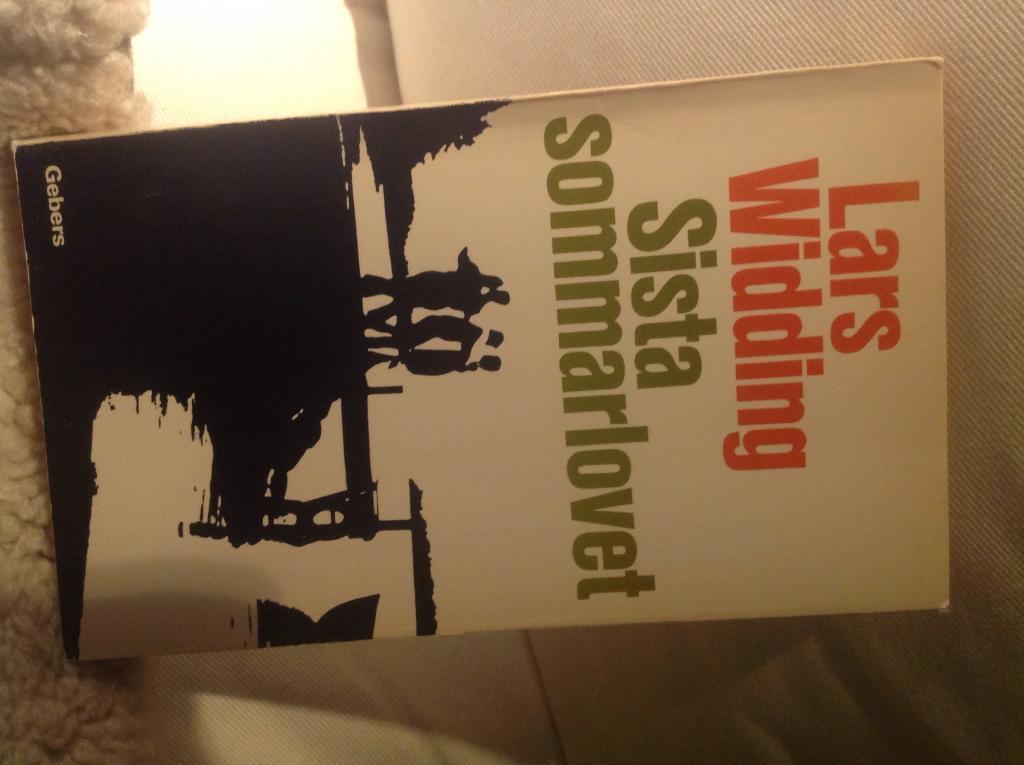 Lars
Widding
Sista
sommarlovet
Gebers